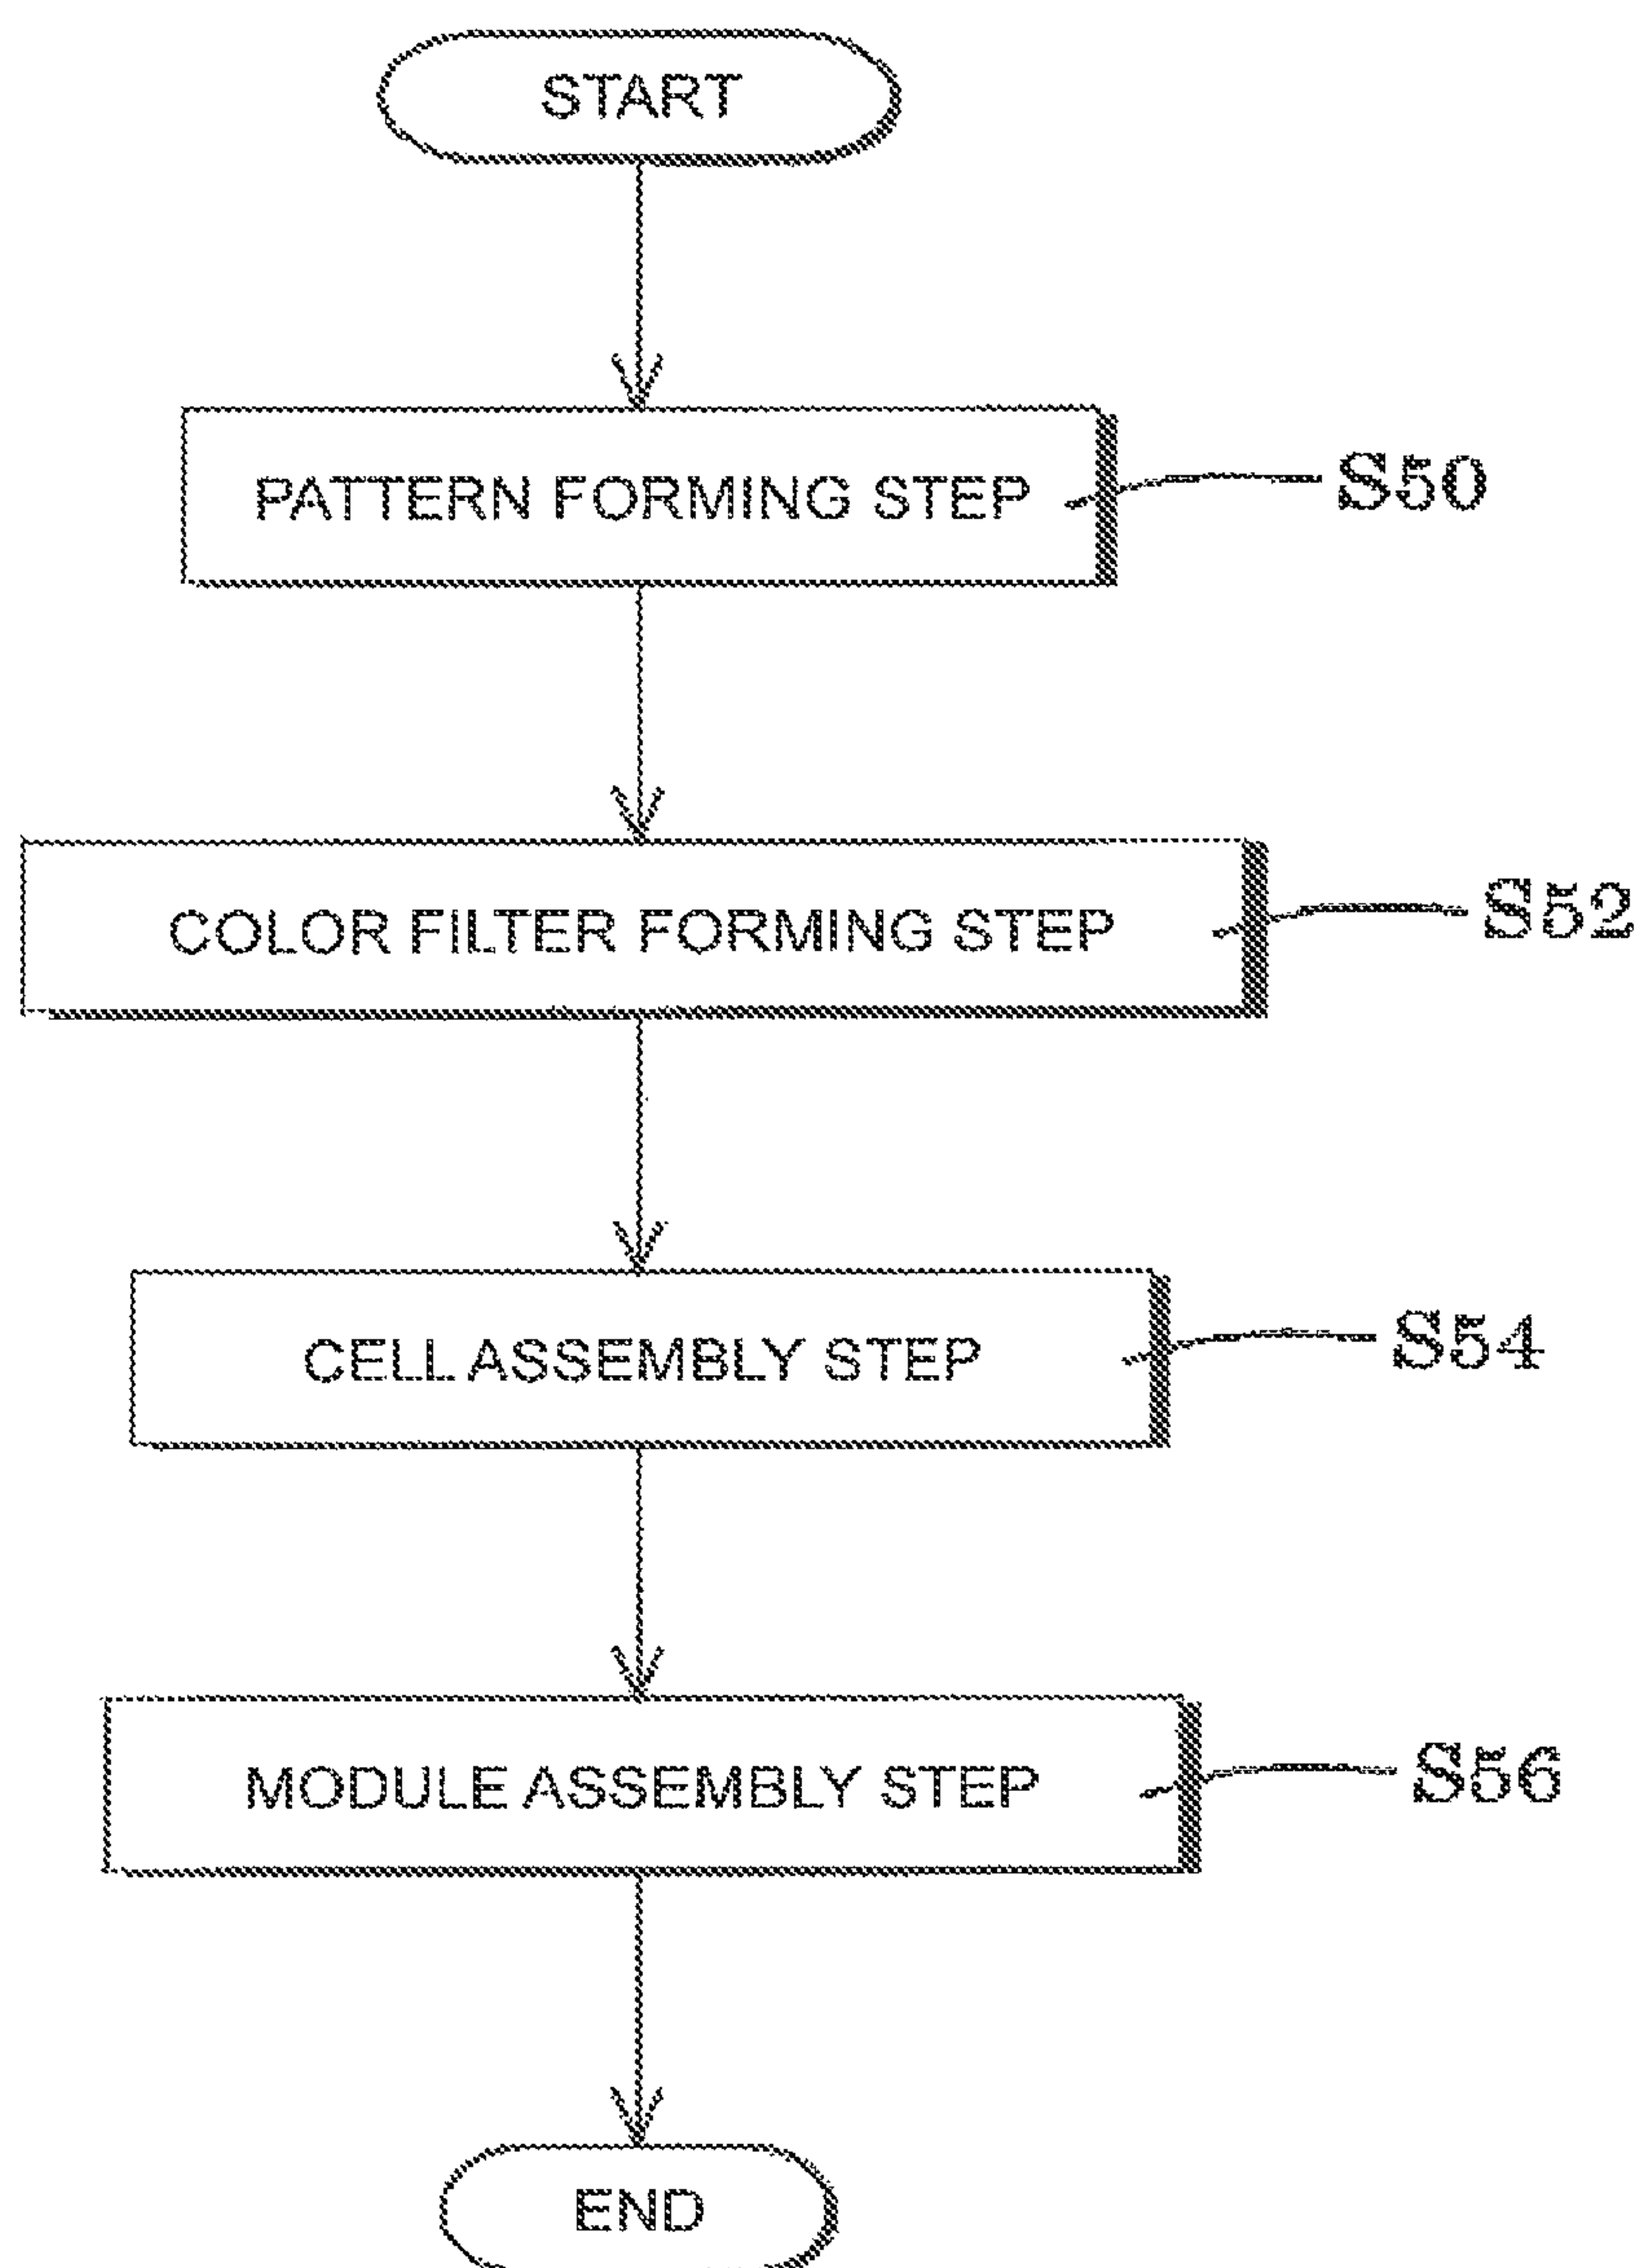 START
PATTERN FORMING STEP
S50
COLOR FILTER FORMING STEP
S52
CELL ASSEMBLY STEP
S54
MODULE ASSEMBLY STEP
S56
END